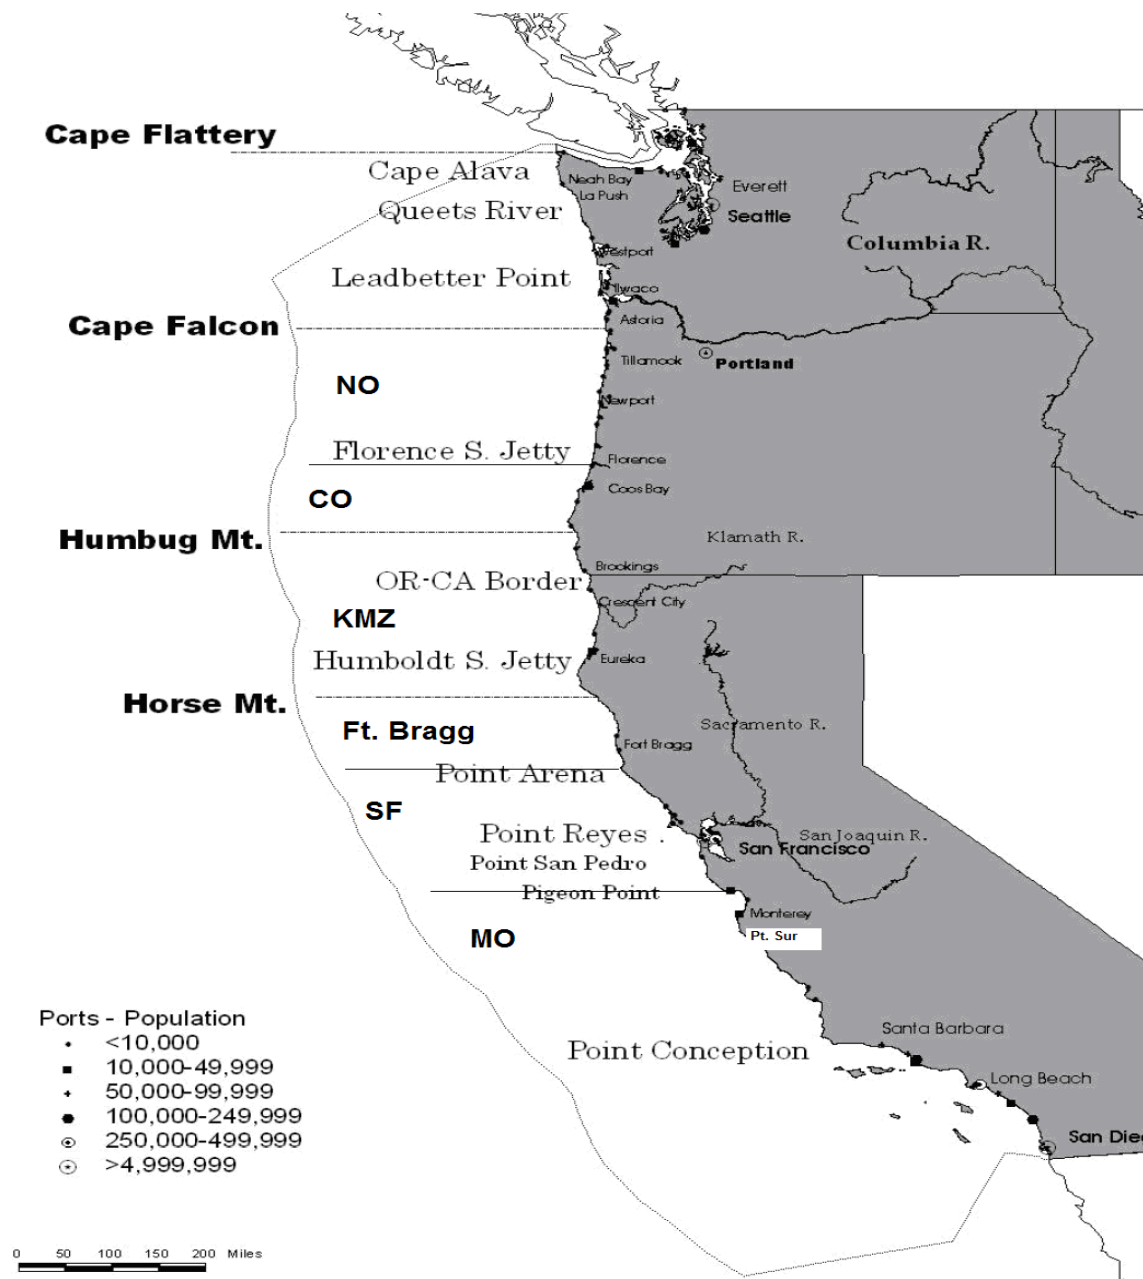 Cape Flattery
Cape Alava
Neah Bay
La Push
Everett
Queets River
Seattle
Columbia R.
Westport
Leadbetter Point
Ilwaco
Cape Falcon
Astoria
Tillamook
Portland
NO
Newport
Florence S. Jetty
Florence
CO
Coos Bay
Humbug Mt.
Klamath R.
Brookings
OR-CA Border
Crescent City
KMZ
Humboldt S. Jetty
Eureka
Horse Mt.
Ft. Bragg
Sacramento R.
Fort Bragg
Point Arena
SF
Point Reyes
San Joaquin R.
San Francisco
Point San Pedro
Pigeon Point
Monterey
MO
Pt. Sur
Ports - Population
<10,000
10,000-49,999
50,000-99,999
100,000-249,999
250,000-499,999
>4,999,999
Santa Barbara
Point Conception
Long Beach
San Die
0 50 100 150 200 Miles